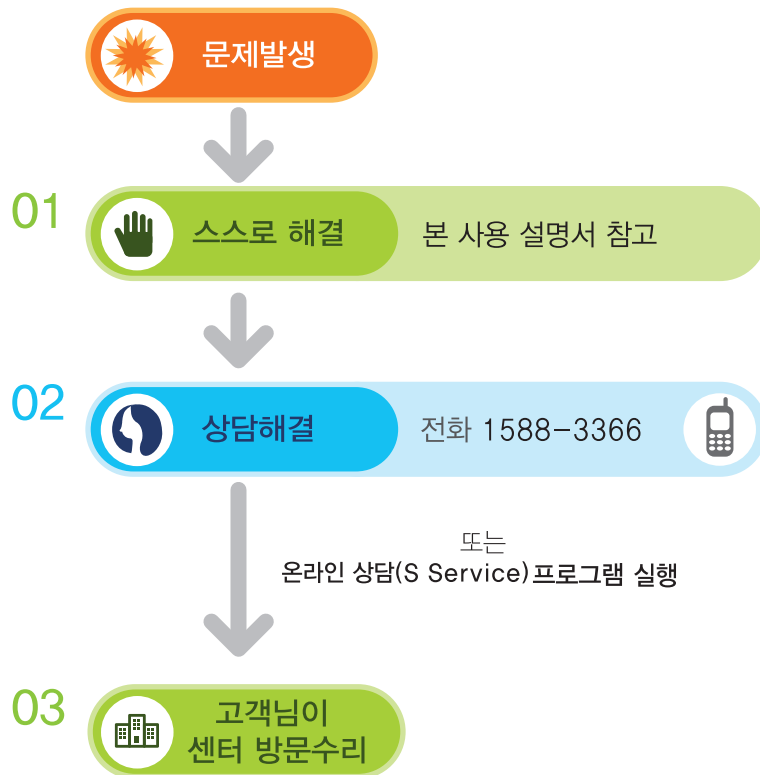 문제발생
01
스스로 해결
본 사용 설명서 참고
02
상담해결
전화 1588-3366
또는
온라인 상담(S Service)프로그램 실행
03
고객님이
센터 방문수리